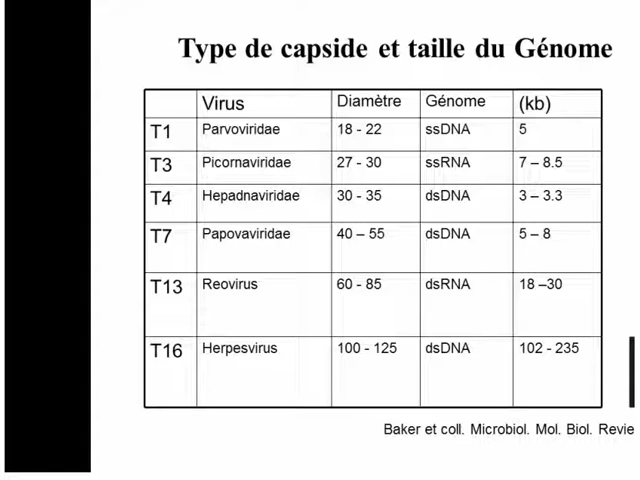 Type de capside et taille du Génome
Virus Diamètre Génome (kb)
T1 Parvoviridae 18 - 22 ssDNA 5
T3 Picornaviridae 27 - 30 ssRNA 7 – 8.5
T4 Hepadnaviridae 30 - 35 dsDNA 3 – 3.3
T7 Papovaviridae 40 – 55 dsDNA 5 – 8
T13 Reovirus 60 - 85 dsRNA 18 –30
T16 Herpesvirus 100 - 125 dsDNA 102 - 235
Baker et coll. Microbiol. Mol. Biol. Revie